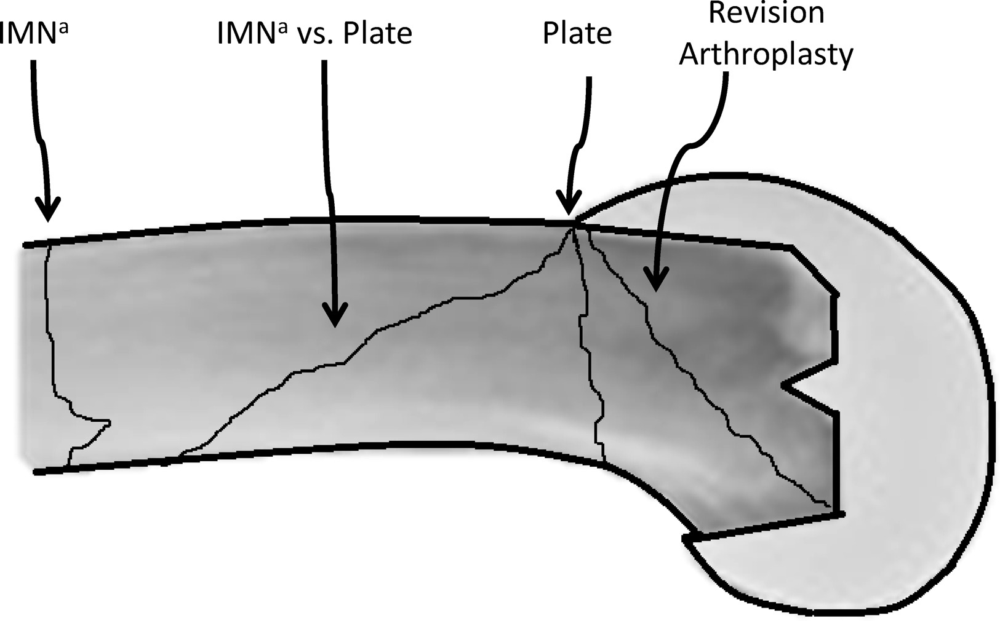 IMNᵃ
IMNᵃ vs. Plate
Plate
Revision
Arthroplasty